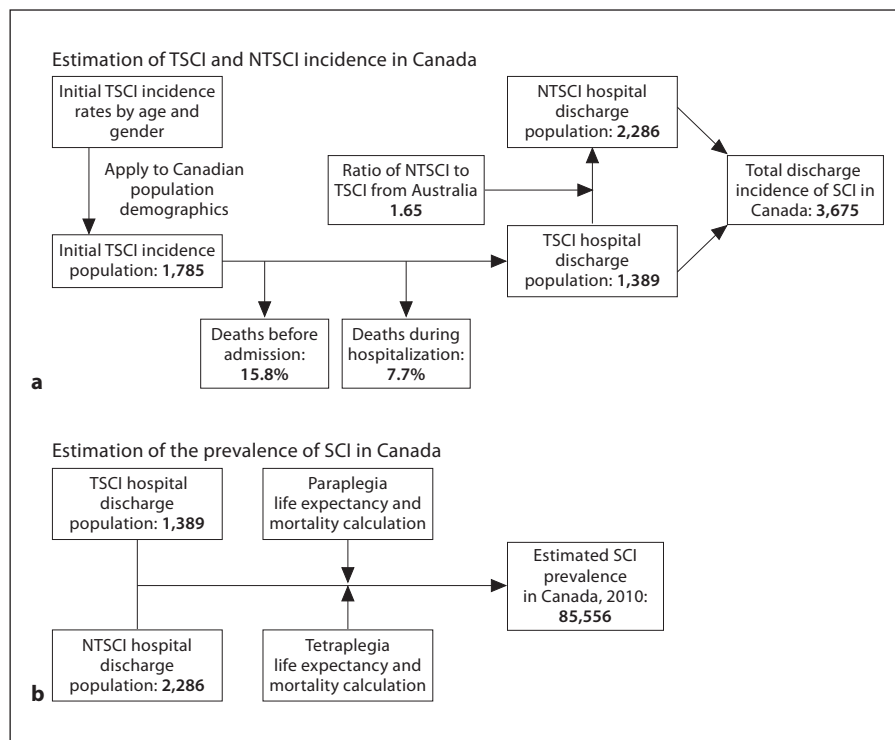 Estimation of TSCI and NTSCI incidence in Canada
Initial TSCI incidence
rates by age and
gender
Apply to Canadian
population
demographics
Initial TSCI incidence
population: 1,785
Deaths before
admission:
15.8%
Deaths during
hospitalization:
7.7%
Ratio of NTSCI to
TSCI from Australia
1.65
NTSCI hospital
discharge
population: 2,286
TSCI hospital
discharge
population: 1,389
Total discharge
incidence of SCI in
Canada: 3,675
a
Estimation of the prevalence of SCI in Canada
TSCI hospital
discharge
population: 1,389
Paraplegia
life expectancy and
mortality calculation
NTSCI hospital
discharge
population: 2,286
Tetraplegia
life expectancy and
mortality calculation
Estimated SCI
prevalence
in Canada, 2010:
85,556
b